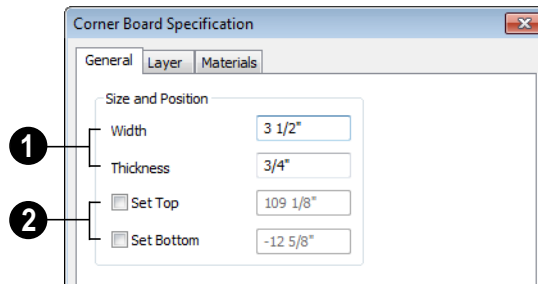 Corner Board Specification
General Layer Materials
Size and Position
1 Width 3 1/2"
Thickness 3/4"
2 Set Top 109 1/8"
Set Bottom -12 5/8"